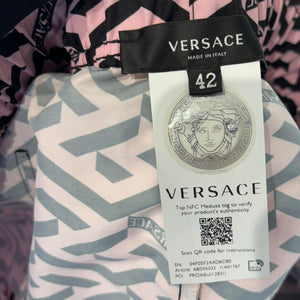 VERSACE
MADE IN ITALY
42
VERSACE
Tap NFC Medusa tag to verify
your product's authenticity
Scan QR code for instructions